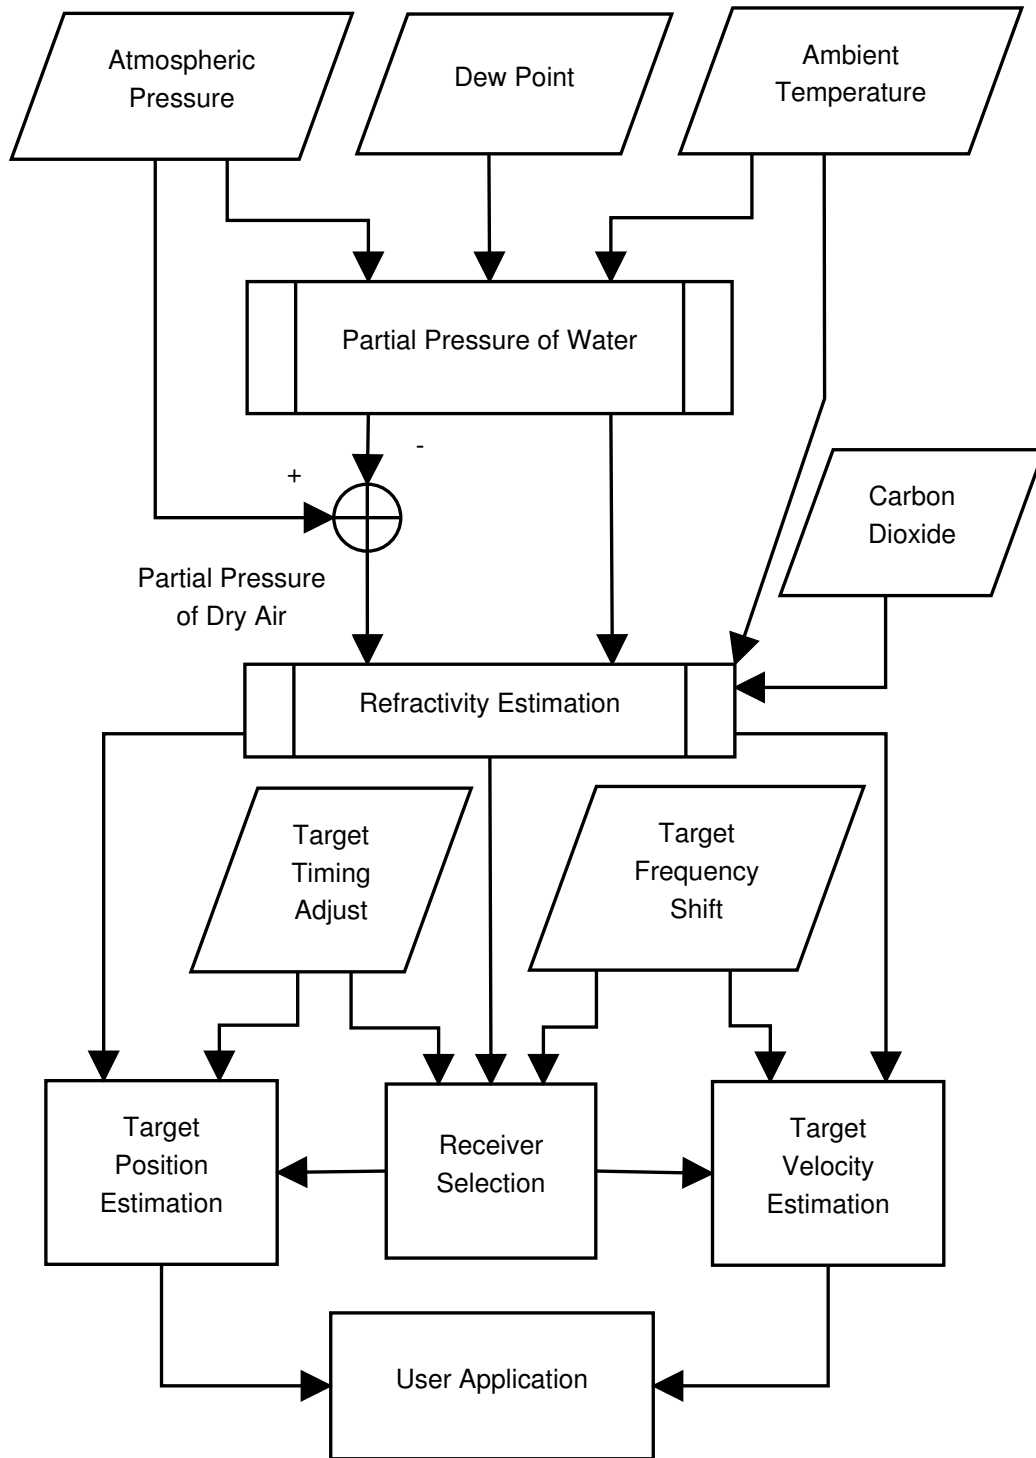 Atmospheric
Pressure
Dew Point
Ambient
Temperature
Partial Pressure of Water
-
+
Carbon
Dioxide
Partial Pressure
of Dry Air
Refractivity Estimation
Target
Timing
Adjust
Target
Frequency
Shift
Target
Position
Estimation
Receiver
Selection
Target
Velocity
Estimation
User Application